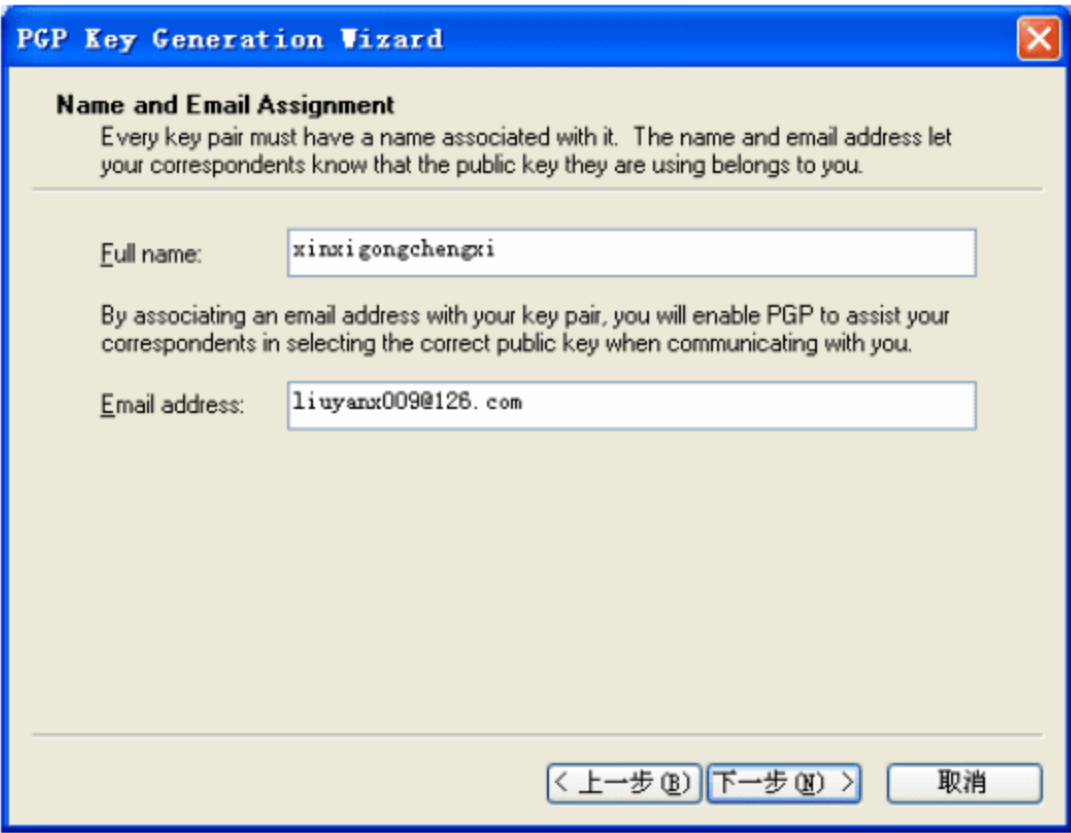 PGP Key Generation Wizard
Name and Email Assignment
Every key pair must have a name associated with it. The name and email address let
your correspondents know that the public key they are using belongs to you.
Full name:
xinxigongchengxi
By associating an email address with your key pair, you will enable PGP to assist your
correspondents in selecting the correct public key when communicating with you.
Email address:
liuyanx009@126.com
< 上一步(B) 下一步(N) > 取消